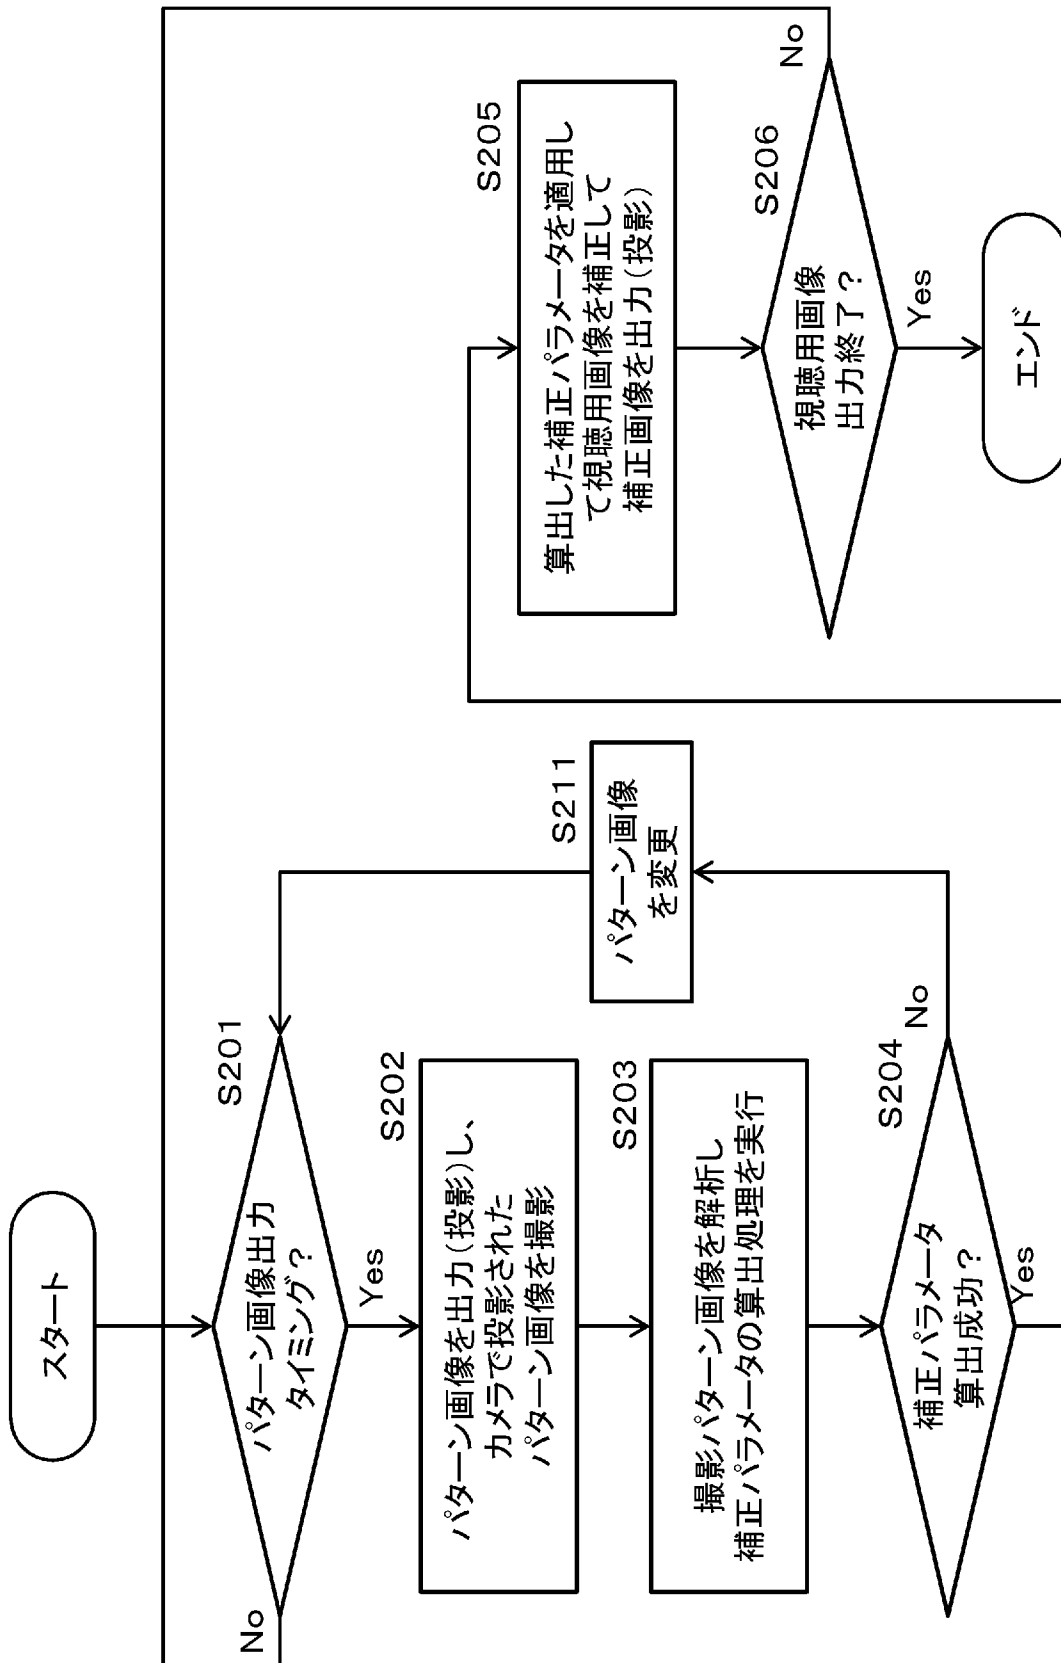 スタート
S201
パターン画像出力
タイミング？
No
Yes
S202
パターン画像を出力（投影）し、
カメラで投影された
パターン画像を撮影
S203
撮影パターン画像を解析し
補正パラメータの算出処理を実行
S204
補正パラメータ
算出成功？
No
Yes
S211
パターン画像
を変更
S205
算出した補正パラメータを適用し
て視聴用画像を補正して
補正画像を出力（投影）
S206
視聴用画像
出力終了？
No
Yes
エンド